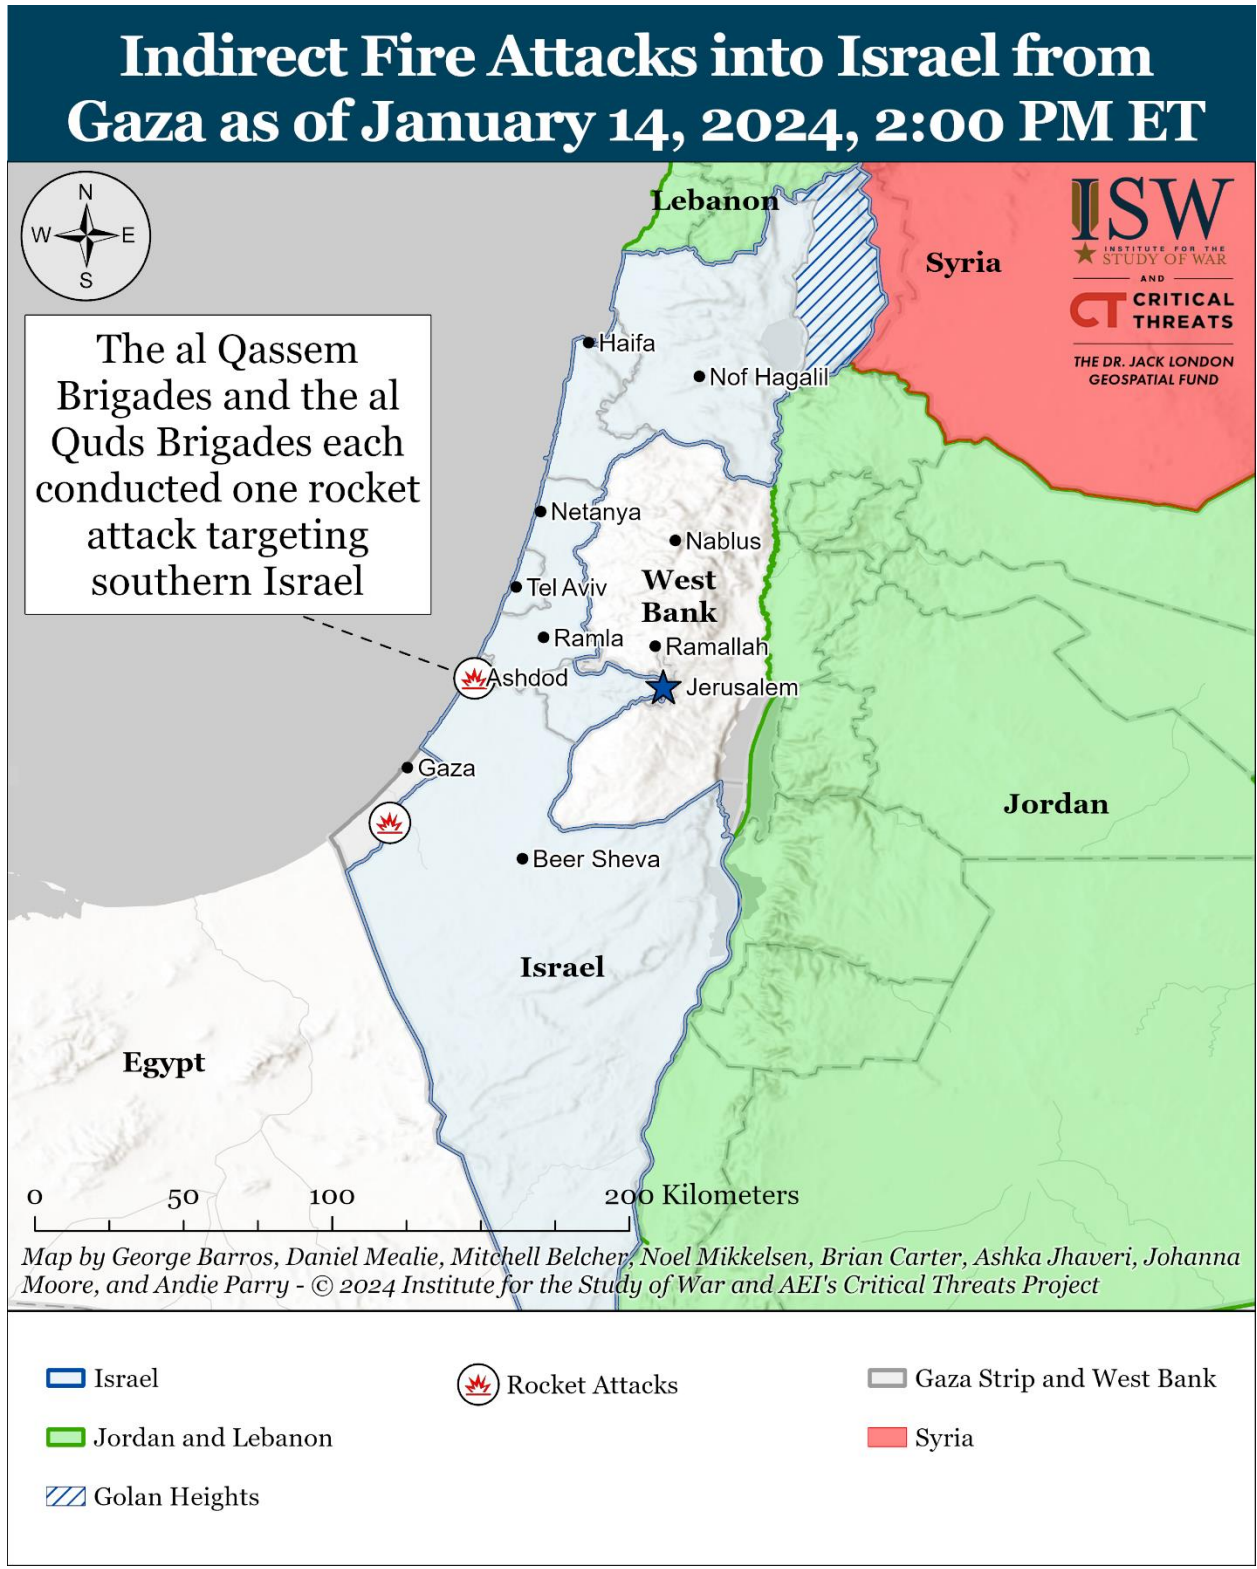 Indirect Fire Attacks into Israel from
Gaza as of January 14, 2024, 2:00 PM ET
N
W
E
S
Lebanon
Syria
ISW
INSTITUTE FOR THE
STUDY OF WAR
AND
CT CRITICAL
THREATS
THE DR. JACK LONDON
GEOSPATIAL FUND
The al Qassem
Brigades and the al
Quds Brigades each
conducted one rocket
attack targeting
southern Israel
Haifa
Nof Hagalil
Netanya
Nablus
West
Bank
Tel Aviv
Ramla
Ramallah
Ashdod
Jerusalem
Gaza
Jordan
Beer Sheva
Israel
Egypt
0 50 100 200 Kilometers
Map by George Barros, Daniel Mealie, Mitchell Belcher, Noel Mikkelsen, Brian Carter, Ashka Jhaveri, Johanna
Moore, and Andie Parry - © 2024 Institute for the Study of War and AEI's Critical Threats Project
Israel
Rocket Attacks
Gaza Strip and West Bank
Jordan and Lebanon
Syria
Golan Heights